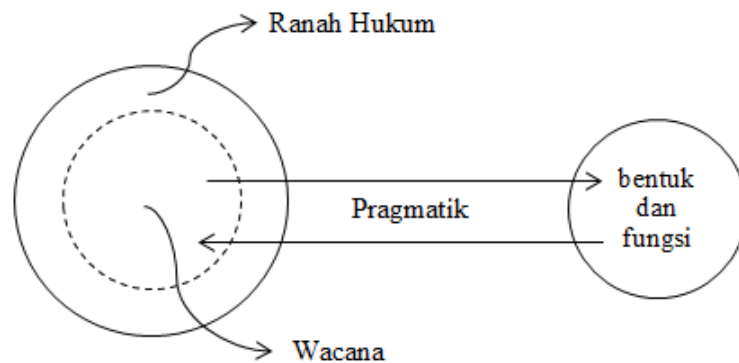 Ranah Hukum
Pragmatik
bentuk
dan
fungsi
Wacana